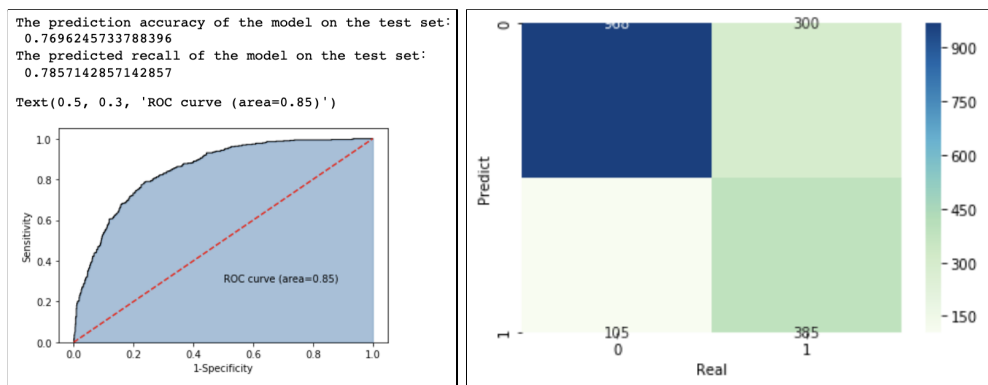 The prediction accuracy of the model on the test set:
0.7696245733788396
The predicted recall of the model on the test set:
0.7857142857142857
Text(0.5, 0.3, 'ROC curve (area=0.85)')
1.0
0.8
0.6
0.4
0.2
0.0
Sensitivity
ROC curve (area=0.85)
0.0 0.2 0.4 0.6 0.8 1.0
1-Specificity
0
300
Predict
1
105 385
0 1
Real
900
750
600
450
300
150